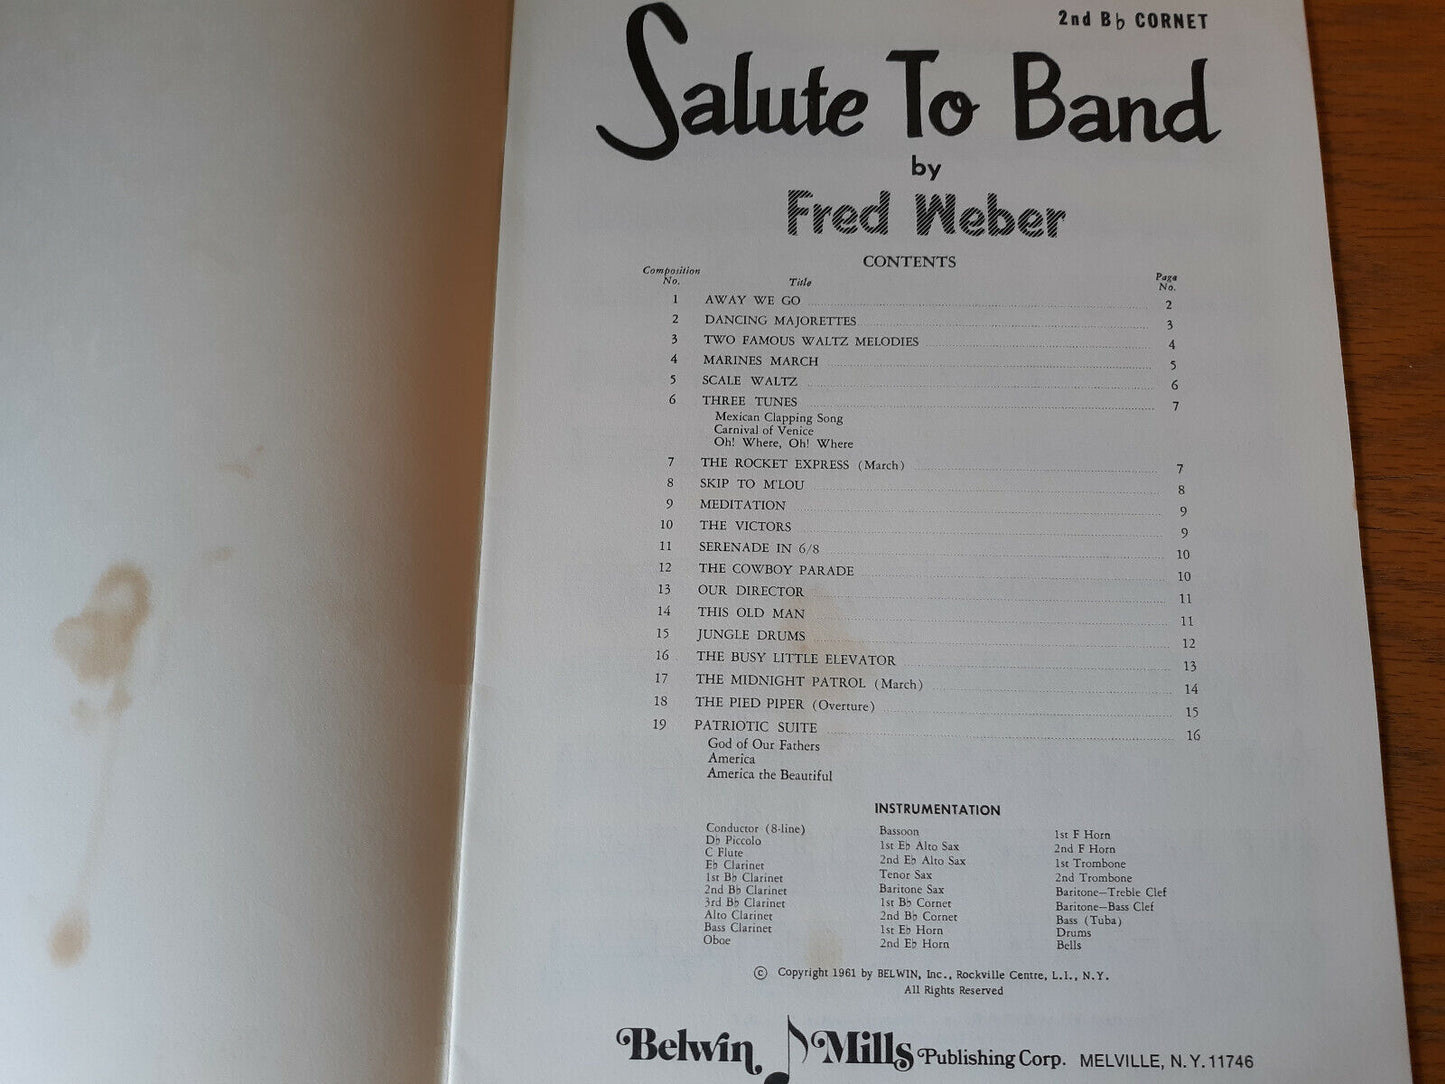 2nd B♭ CORNET
Salute To Band
by
Fred Weber
CONTENTS
Composition No. Title Page No.
1 AWAY WE GO 2
2 DANCING MAJORETTES 3
3 TWO FAMOUS WALTZ MELODIES 4
4 MARINES MARCH 5
5 SCALE WALTZ 6
6 THREE TUNES 7
Mexican Clapping Song
Carnival of Venice
Oh! Where, Oh! Where
7 THE ROCKET EXPRESS (March) 7
8 SKIP TO M'LOU 8
9 MEDITATION 9
10 THE VICTORS 9
11 SERENADE IN 6/8 10
12 THE COWBOY PARADE 10
13 OUR DIRECTOR 11
14 THIS OLD MAN 11
15 JUNGLE DRUMS 12
16 THE BUSY LITTLE ELEVATOR 13
17 THE MIDNIGHT PATROL (March) 14
18 THE PIED PIPER (Overture) 15
19 PATRIOTIC SUITE 16
God of Our Fathers
America
America the Beautiful
INSTRUMENTATION
Conductor (8-line)
D♭ Piccolo
C Flute
E♭ Clarinet
1st B♭ Clarinet
2nd B♭ Clarinet
3rd B♭ Clarinet
Alto Clarinet
Bass Clarinet
Oboe
Bassoon
1st E♭ Alto Sax
2nd E♭ Alto Sax
Tenor Sax
Baritone Sax
1st B♭ Cornet
2nd B♭ Cornet
1st E♭ Horn
2nd E♭ Horn
1st F Horn
2nd F Horn
1st Trombone
2nd Trombone
Baritone—Treble Clef
Baritone—Bass Clef
Bass (Tuba)
Drums
Bells
© Copyright 1961 by BELWIN, Inc., Rockville Centre, L.I., N.Y.
All Rights Reserved
Belwin Mills Publishing Corp. MELVILLE, N.Y. 11746